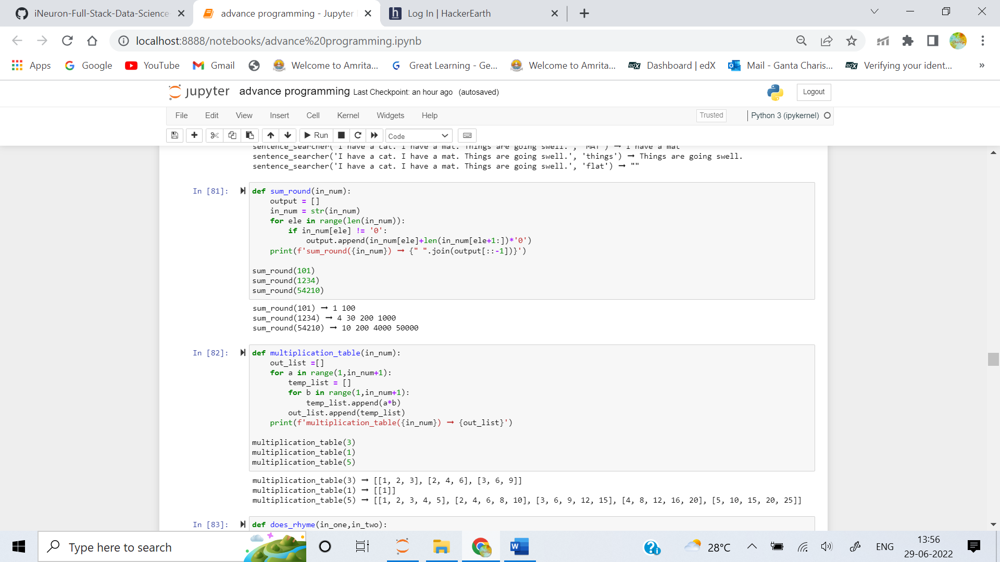 iNeuron-Full-Stack-Data-Science
advance programming - Jupyter
Log In | HackerEarth
localhost:8888/notebooks/advance%20programming.ipynb
Apps
Google
YouTube
Gmail
Welcome to Amrita...
Great Learning - Ge...
Welcome to Amrita...
Dashboard | edX
Mail - Ganta Charis...
Verifying your ident...
»
jupyter
advance programming Last Checkpoint: an hour ago (autosaved)
Logout
File
Edit
View
Insert
Cell
Kernel
Widgets
Help
Trusted
Python 3 (ipykernel)
Run
Code
sentence_searcher('I have a cat. I have a mat. Things are going swell.', 'MAT') ➞ I have a mat
sentence_searcher('I have a cat. I have a mat. Things are going swell.', 'things') ➞ Things are going swell.
sentence_searcher('I have a cat. I have a mat. Things are going swell.', 'flat') ➞ ""
In [81]:
def sum_round(in_num):
    output = []
    in_num = str(in_num)
    for ele in range(len(in_num)):
        if in_num[ele] != '0':
            output.append(in_num[ele]+len(in_num[ele+1:])*'0')
    print(f'sum_round({in_num}) ➞ {" ".join(output[::-1])}')
sum_round(101)
sum_round(1234)
sum_round(54210)
sum_round(101) ➞ 1 100
sum_round(1234) ➞ 4 30 200 1000
sum_round(54210) ➞ 10 200 4000 50000
In [82]:
def multiplication_table(in_num):
    out_list =[]
    for a in range(1,in_num+1):
        temp_list = []
        for b in range(1,in_num+1):
            temp_list.append(a*b)
        out_list.append(temp_list)
    print(f'multiplication_table({in_num}) ➞ {out_list}')
multiplication_table(3)
multiplication_table(1)
multiplication_table(5)
multiplication_table(3) ➞ [[1, 2, 3], [2, 4, 6], [3, 6, 9]]
multiplication_table(1) ➞ [[1]]
multiplication_table(5) ➞ [[1, 2, 3, 4, 5], [2, 4, 6, 8, 10], [3, 6, 9, 12, 15], [4, 8, 12, 16, 20], [5, 10, 15, 20, 25]]
In [83]:
def does_rhyme(in_one,in_two):
Type here to search
28°C
ENG
13:56
29-06-2022